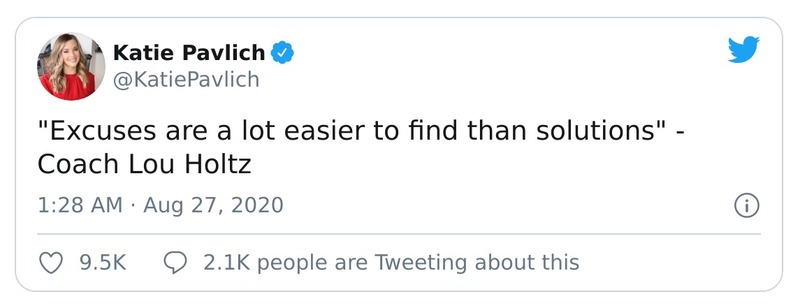 Katie Pavlich
@KatiePavlich
"Excuses are a lot easier to find than solutions" -
Coach Lou Holtz
1:28 AM · Aug 27, 2020
9.5K 2.1K people are Tweeting about this